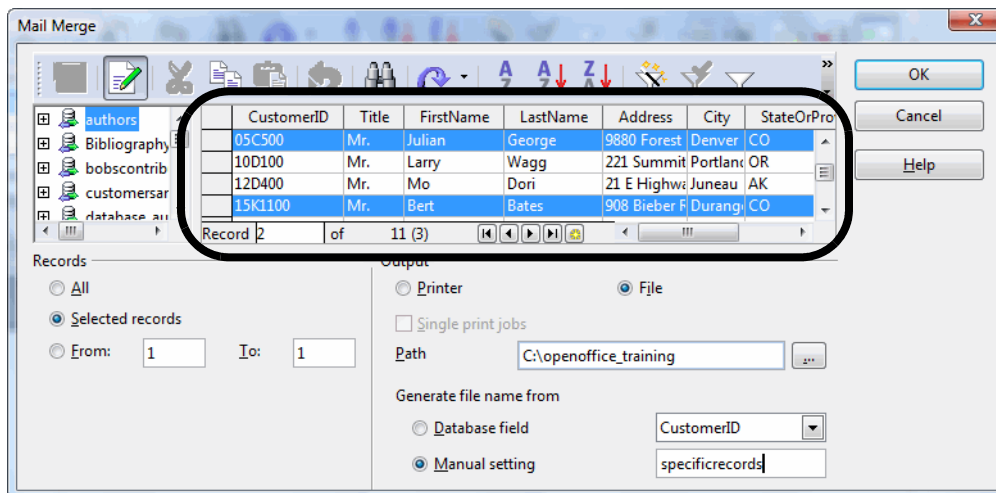 Mail Merge
»
OK
authors
Bibliography
bobscontrib
customersar
database_au
CustomerID Title FirstName LastName Address City StateOrPro
05C500 Mr. Julian George 9880 Forest Denver CO
10D100 Mr. Larry Wagg 221 Summit Portland OR
12D400 Mr. Mo Dori 21 E Highwa Juneau AK
15K1100 Mr. Bert Bates 908 Bieber R Durang CO
Record 2 of 11 (3)
Cancel
Help
Records
All
Selected records
From: 1 To: 1
Output
Printer File
Single print jobs
Path C:\openoffice_training ...
Generate file name from
Database field CustomerID
Manual setting specificrecords